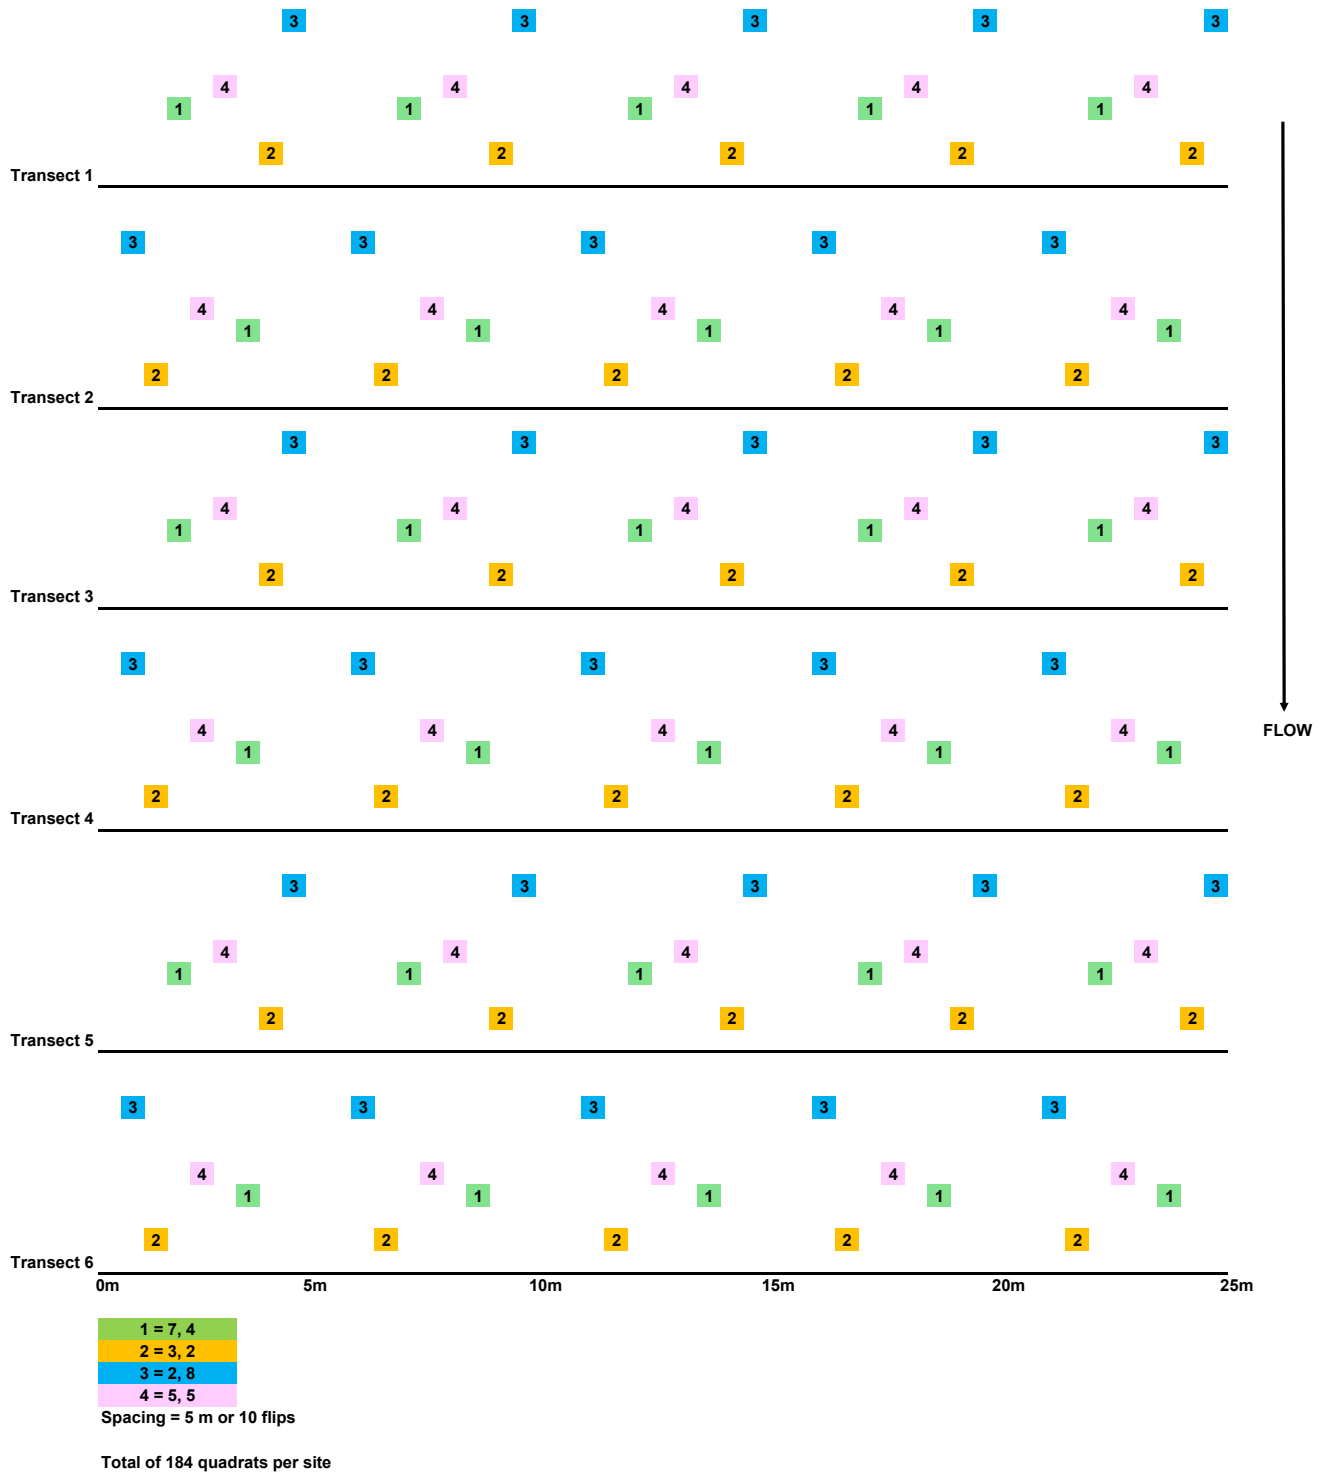 3 3 3 3 3
4 4 4 4 4
1 1 1 1 1
2 2 2 2 2
Transect 1
3 3 3 3 3
4 4 4 4 4
1 1 1 1 1
2 2 2 2 2
Transect 2
3 3 3 3 3
4 4 4 4 4
1 1 1 1 1
2 2 2 2 2
Transect 3
3 3 3 3 3
4 4 4 4 4
FLOW
1 1 1 1 1
2 2 2 2 2
Transect 4
3 3 3 3 3
4 4 4 4 4
1 1 1 1 1
2 2 2 2 2
Transect 5
3 3 3 3 3
4 4 4 4 4
1 1 1 1 1
2 2 2 2 2
Transect 6
0m 5m 10m 15m 20m 25m
1 = 7, 4
2 = 3, 2
3 = 2, 8
4 = 5, 5
Spacing = 5 m or 10 flips
Total of 184 quadrats per site